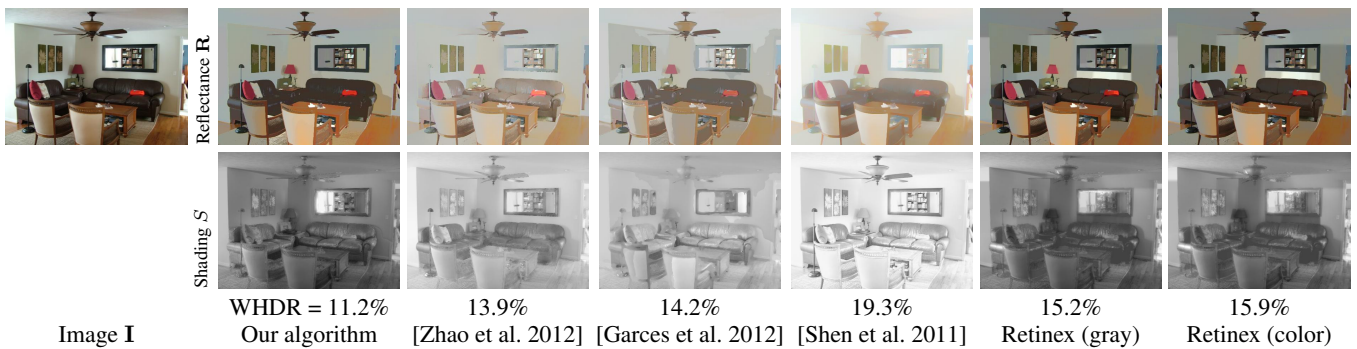 Reflectance R
Shading S
WHDR = 11.2% 13.9% 14.2% 19.3% 15.2% 15.9%
Image I Our algorithm [Zhao et al. 2012] [Garces et al. 2012] [Shen et al. 2011] Retinex (gray) Retinex (color)